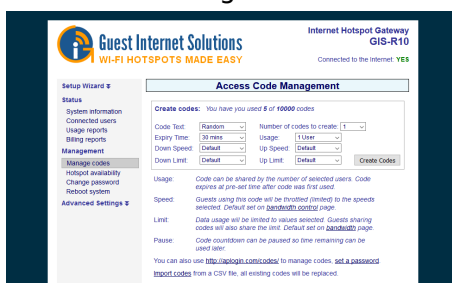 Guest Internet Solutions
WI-FI HOTSPOTS MADE EASY
Internet Hotspot Gateway
GIS-R10
Connected to the Internet: YES
Setup Wizard
Status
System information
Connected users
Usage reports
Billing reports
Management
Manage codes
Hotspot availability
Change password
Reboot system
Advanced Settings
Access Code Management
Create codes: You have you used 5 of 10000 codes
Code Text: Random Number of codes to create: 1
Expiry Time: 30 mins Usage: 1 User
Down Speed: Default Up Speed: Default
Down Limit: Default Up Limit: Default Create Codes
Usage: Code can be shared by the number of selected users. Code
expires at pre-set time after code was first used.
Speed: Guests using this code will be throttled (limited) to the speeds
selected. Default set on bandwidth control page.
Limit: Data usage will be limited to values selected. Guests sharing
codes will also share the limit. Default set on bandwidth page.
Pause: Code countdown can be paused so time remaining can be
used later.
You can also use http://aplogin.com/codes/ to manage codes, set a password.
Import codes from a CSV file, all existing codes will be replaced.